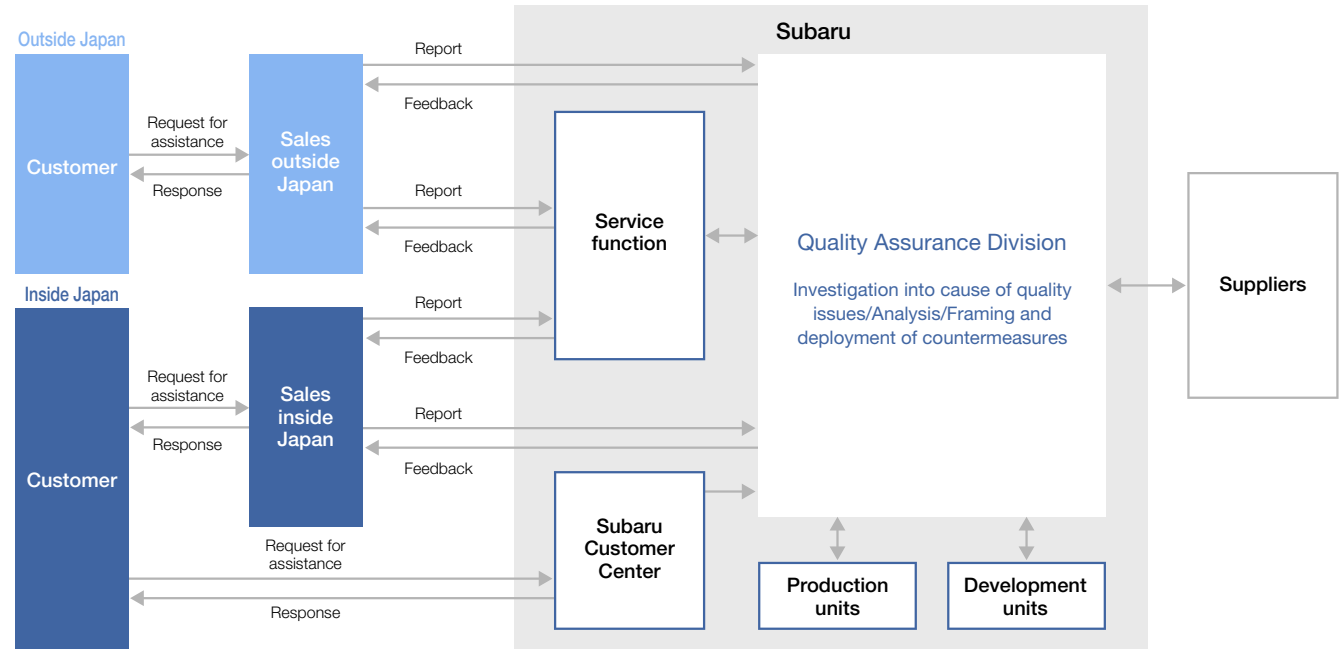 Outside Japan
Customer
Request for
assistance
Response
Sales
outside
Japan
Report
Feedback
Report
Feedback
Inside Japan
Customer
Request for
assistance
Response
Sales
inside
Japan
Report
Feedback
Report
Feedback
Request for
assistance
Response
Subaru
Service
function
Subaru
Customer
Center
Quality Assurance Division
Investigation into cause of quality
issues/Analysis/Framing and
deployment of countermeasures
Production
units
Development
units
Suppliers